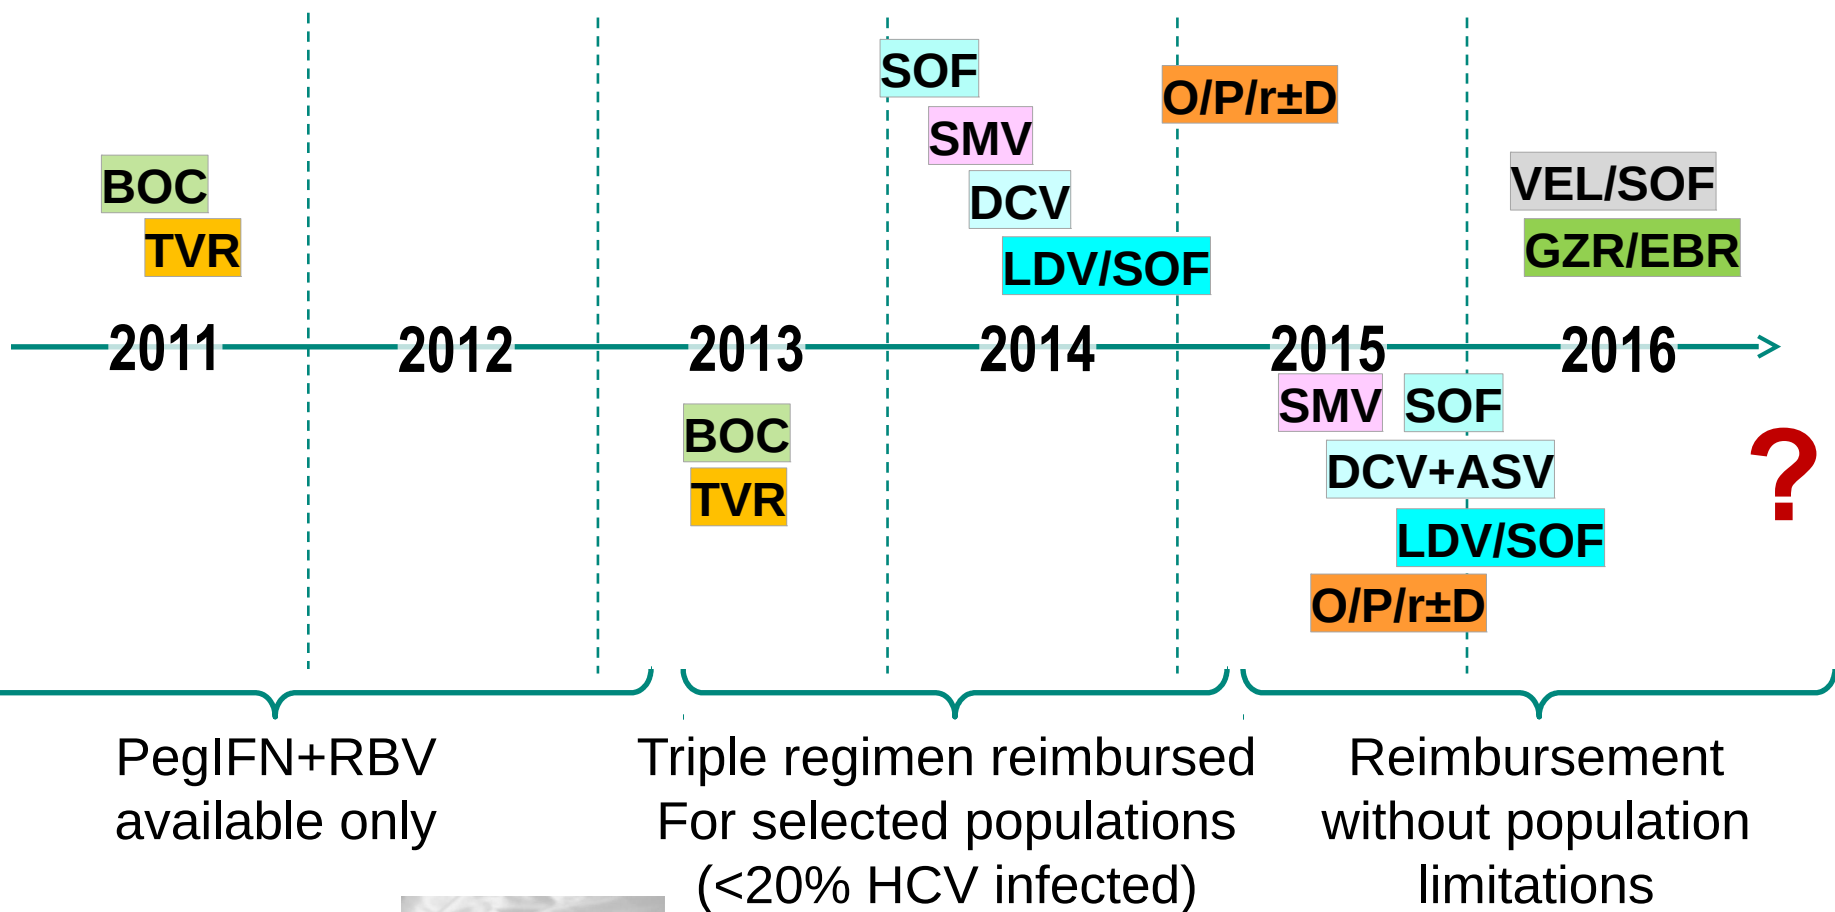 SOF
O/P/r±D
SMV
BOC
DCV
VEL/SOF
TVR
LDV/SOF
GZR/EBR
2011 2012 2013 2014 2015 2016
SMV SOF
BOC
DCV+ASV
?
TVR
LDV/SOF
O/P/r±D
PegIFN+RBV
available only
Triple regimen reimbursed
For selected populations
(<20% HCV infected)
Reimbursement
without population
limitations